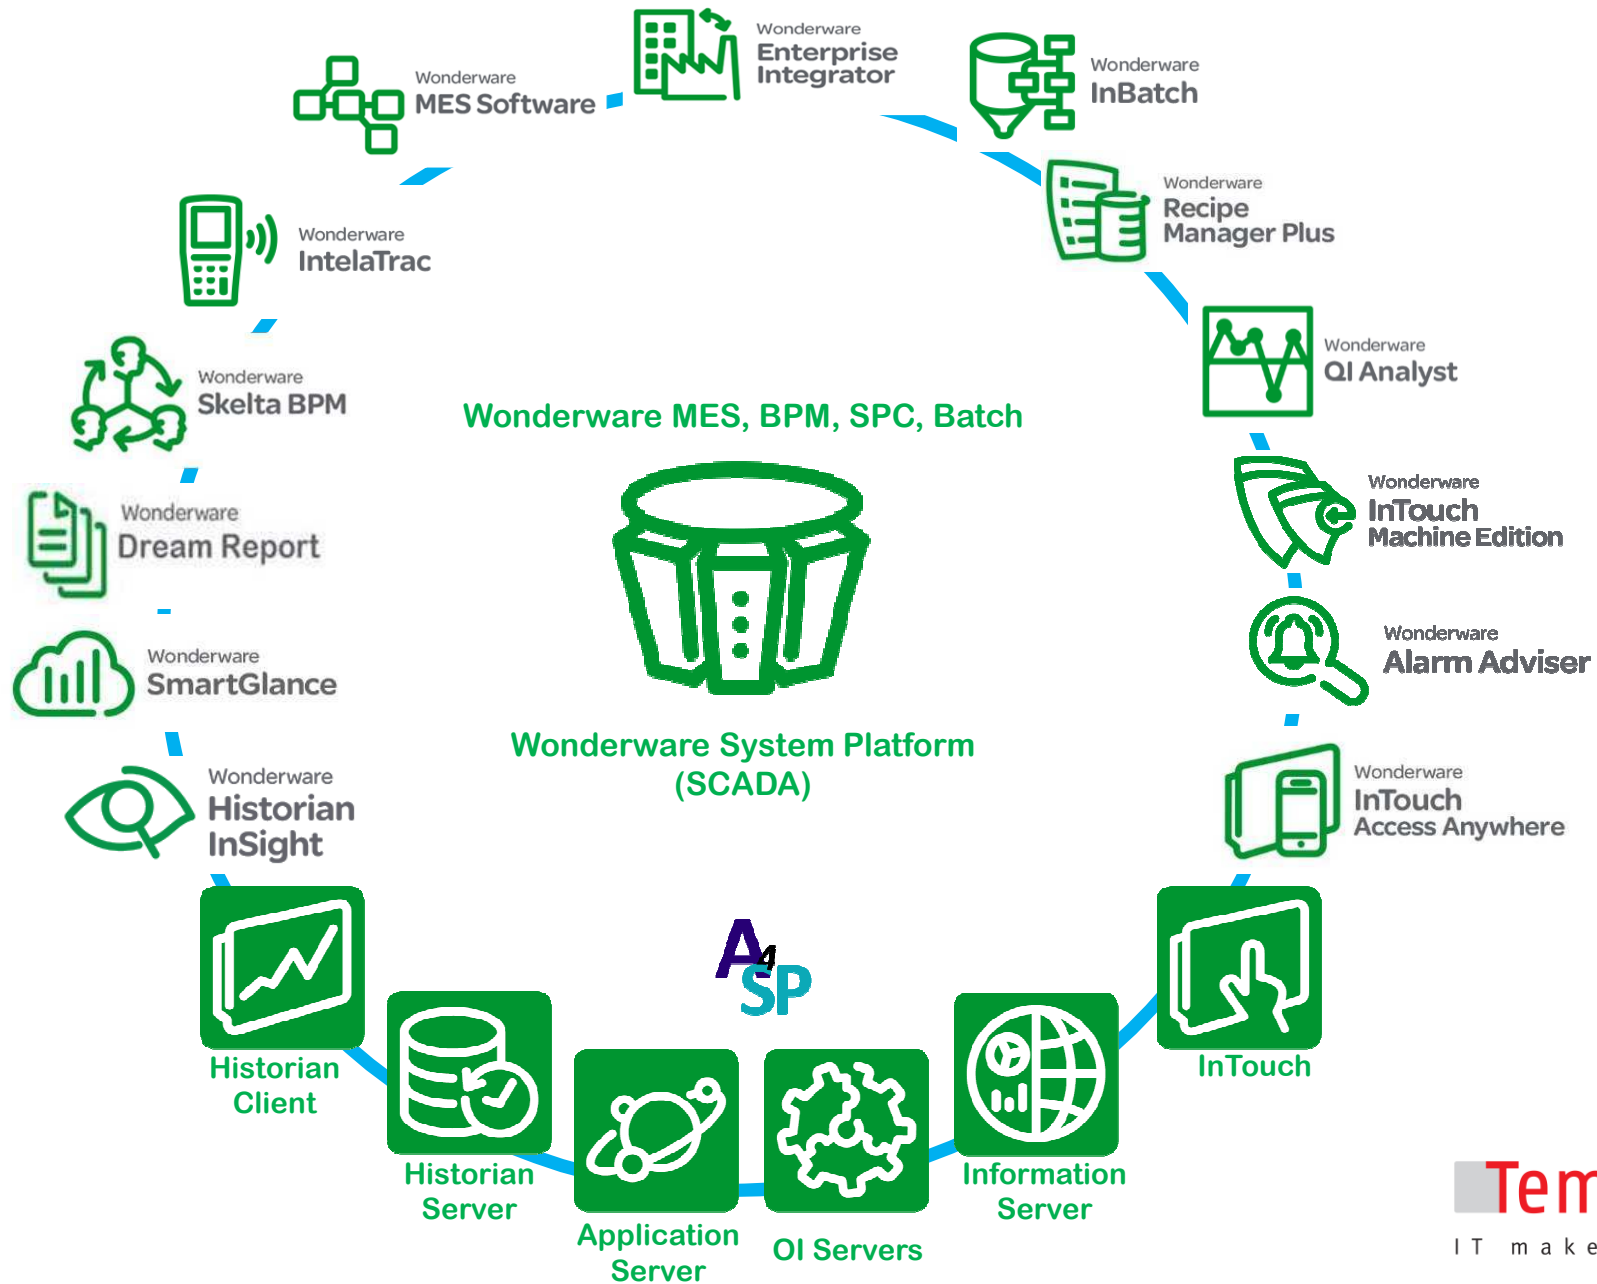 Wonderware
Enterprise
Integrator
Wonderware
MES Software
Wonderware
InBatch
Wonderware
Recipe
Manager Plus
Wonderware
IntelaTrac
Wonderware
QI Analyst
Wonderware
Skelta BPM
Wonderware MES, BPM, SPC, Batch
Wonderware
InTouch
Machine Edition
Wonderware
Dream Report
Wonderware
Alarm Adviser
Wonderware
SmartGlance
Wonderware System Platform
(SCADA)
Wonderware
Historian
InSight
Wonderware
InTouch
Access Anywhere
A4
SP
Historian
Client
InTouch
Historian
Server
Information
Server
Application
Server
OI Servers
Tem
IT make